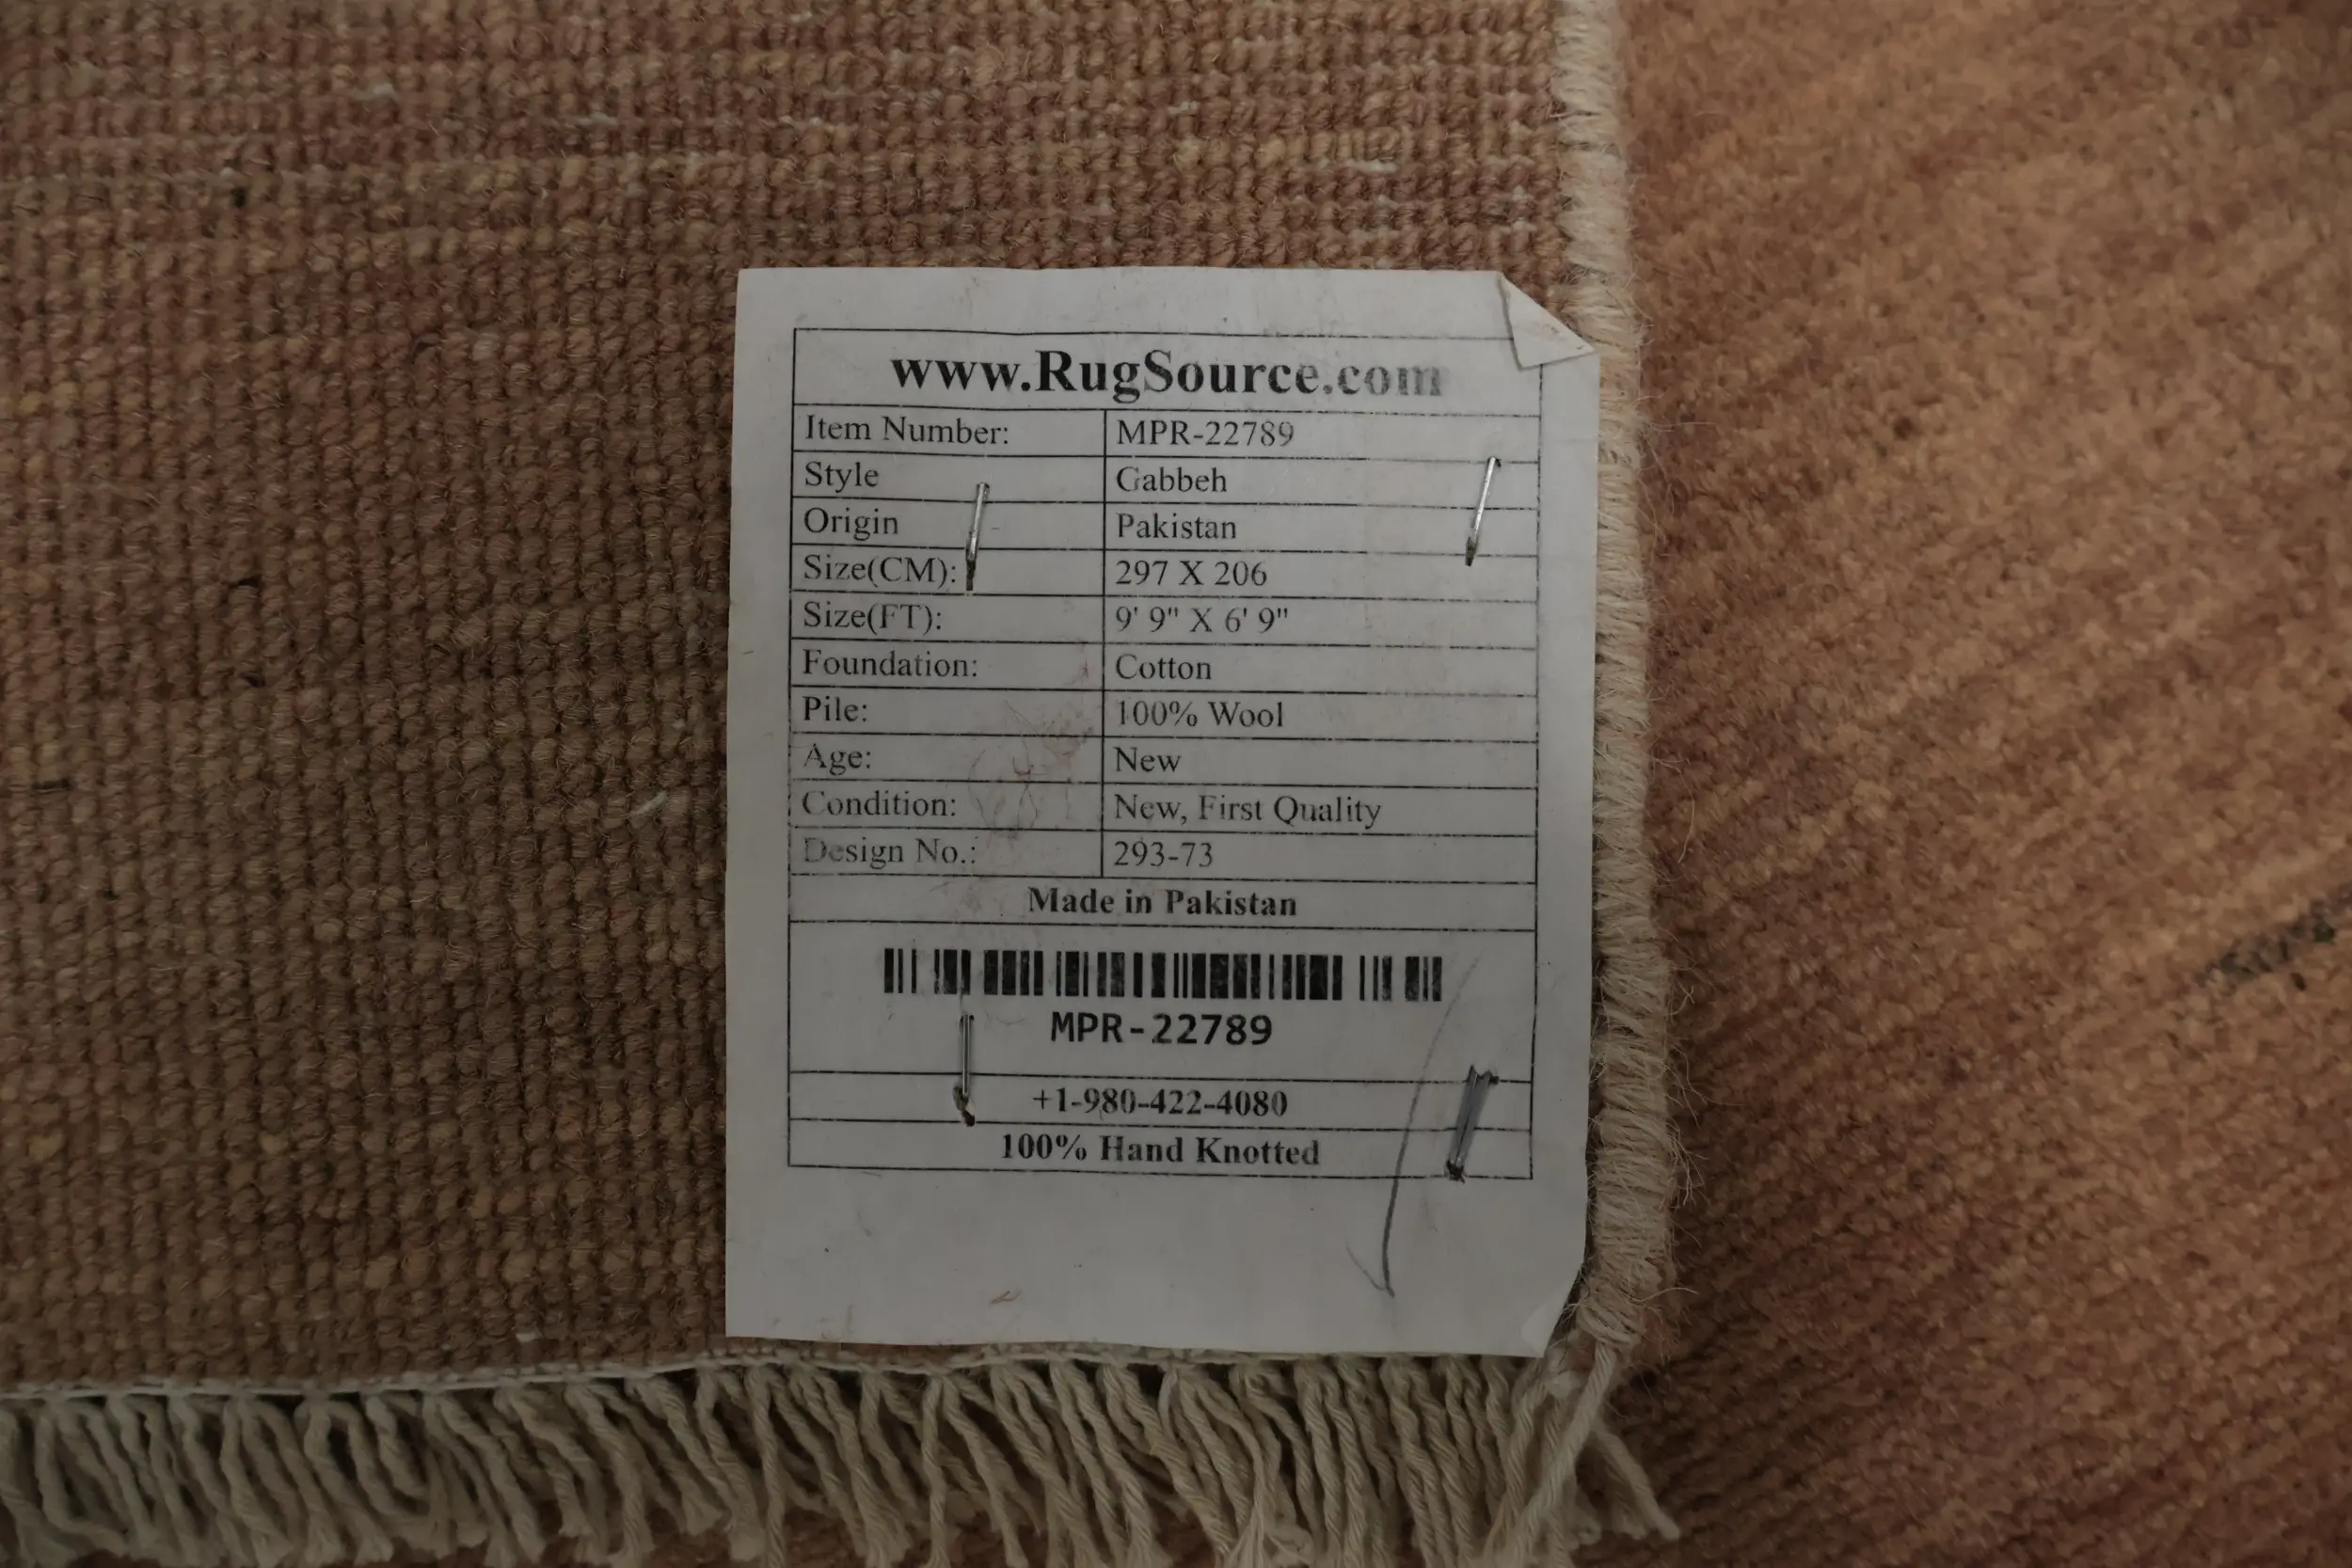 www.RugSource.com
Item Number: MPR-22789
Style Gabbeh
Origin Pakistan
Size(CM): 297 X 206
Size(FT): 9' 9" X 6' 9"
Foundation: Cotton
Pile: 100% Wool
Age: New
Condition: New, First Quality
Design No.: 293-73
Made in Pakistan
MPR-22789
+1-980-422-4080
100% Hand Knotted